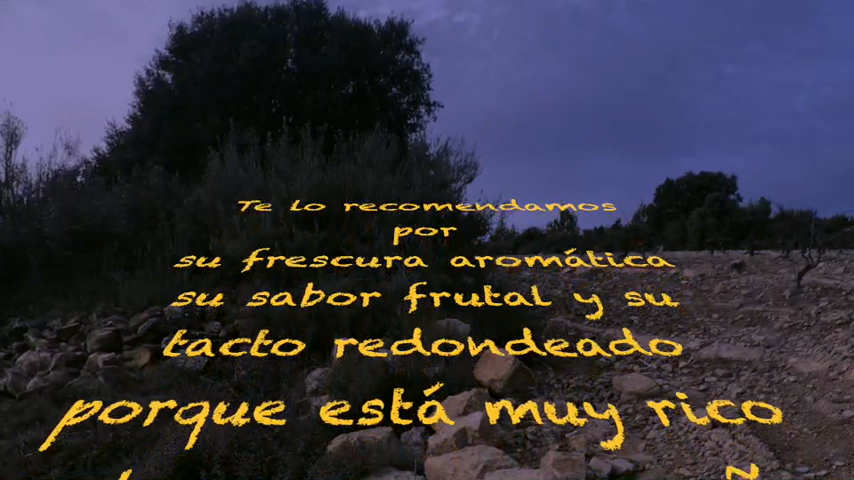 Te lo recomendamos
por
su frescura aromática
su sabor frutal y su
tacto redondeado
porque está muy rico